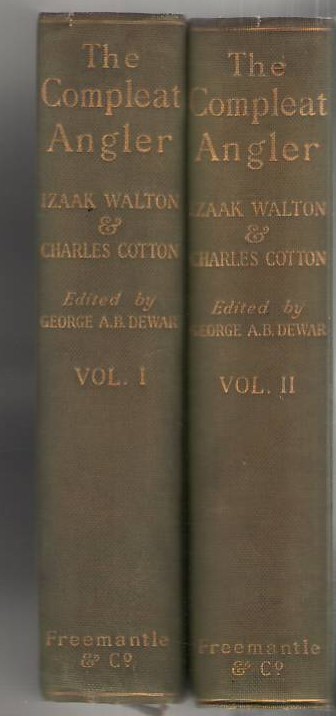 The
Compleat
Angler
IZAAK WALTON
&
CHARLES COTTON
Edited by
GEORGE A.B. DEWAR
VOL. I
Freemantle
& Co.
The
Compleat
Angler
IZAAK WALTON
&
CHARLES COTTON
Edited by
GEORGE A.B. DEWAR
VOL. II
Freemantle
& Co.